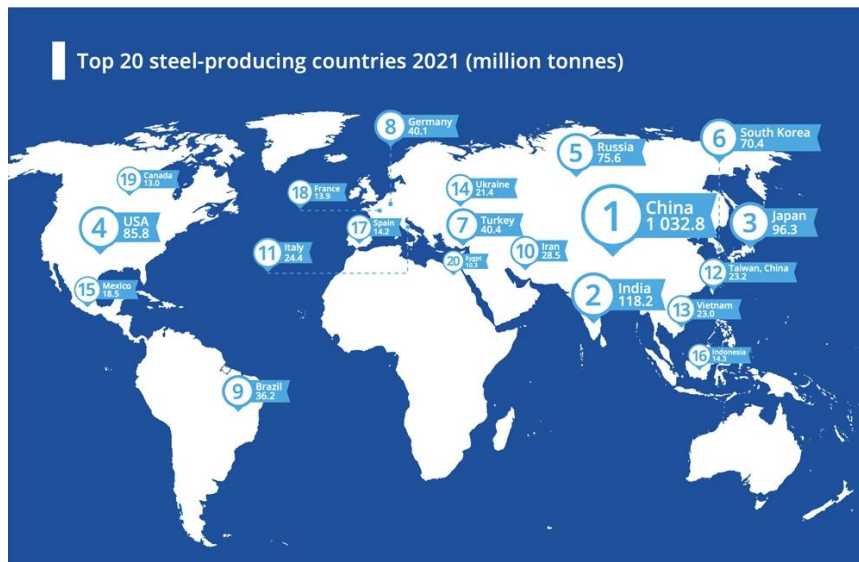 Top 20 steel-producing countries 2021 (million tonnes)
8 Germany
40.1
6 South Korea
70.4
5 Russia
75.6
19 Canada
13.0
18 France
13.9
14 Ukraine
21.4
1 China
1 032.8
4 USA
85.8
17 Spain
14.2
7 Turkey
40.4
3 Japan
96.3
11 Italy
24.4
10 Iran
28.5
20 Egypt
10.3
12 Taiwan, China
23.2
15 Mexico
18.5
2 India
118.2
13 Vietnam
23.0
16 Indonesia
14.3
9 Brazil
36.2